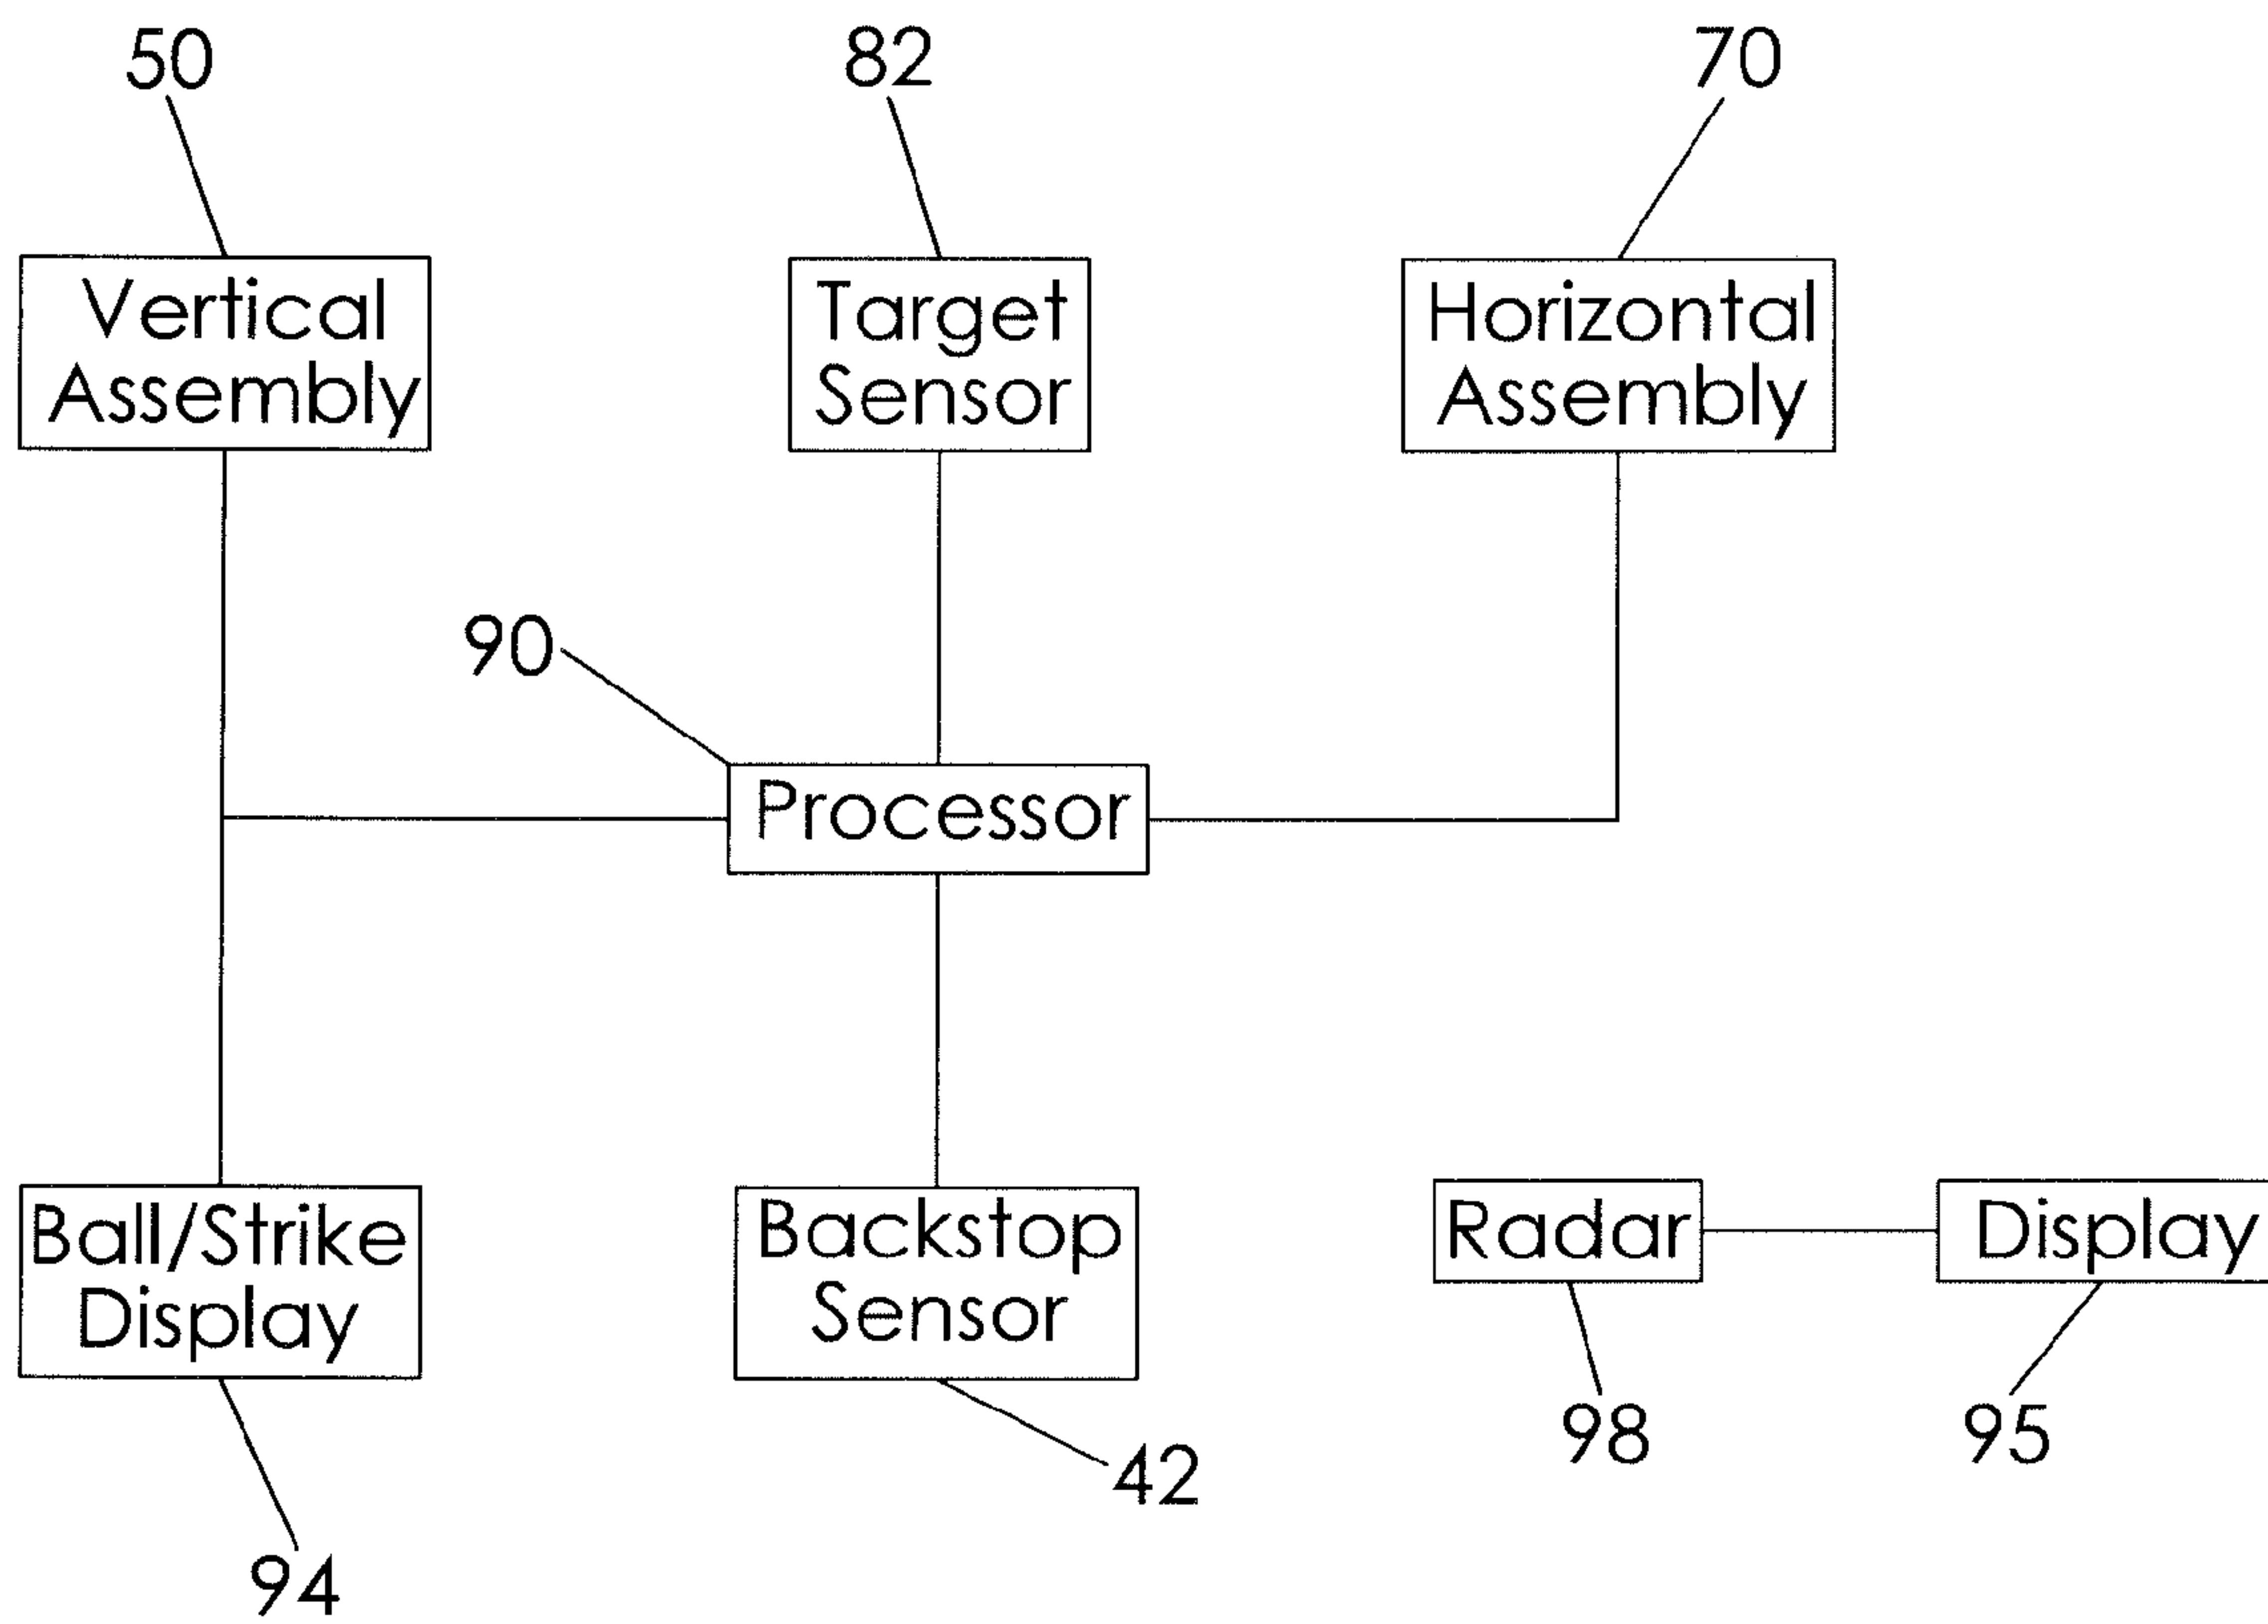 50
82
70
Vertical
Assembly
Target
Sensor
Horizontal
Assembly
90
Processor
Ball/Strike
Display
Backstop
Sensor
Radar
Display
98
95
42
94